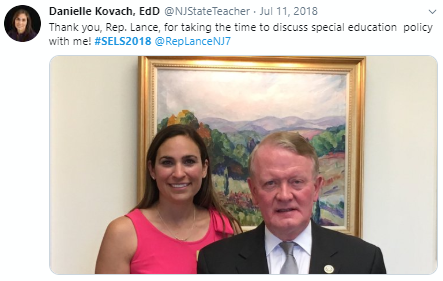 Danielle Kovach, EdD @NJStateTeacher · Jul 11, 2018
Thank you, Rep. Lance, for taking the time to discuss special education policy
with me! #SELS2018 @RepLanceNJ7